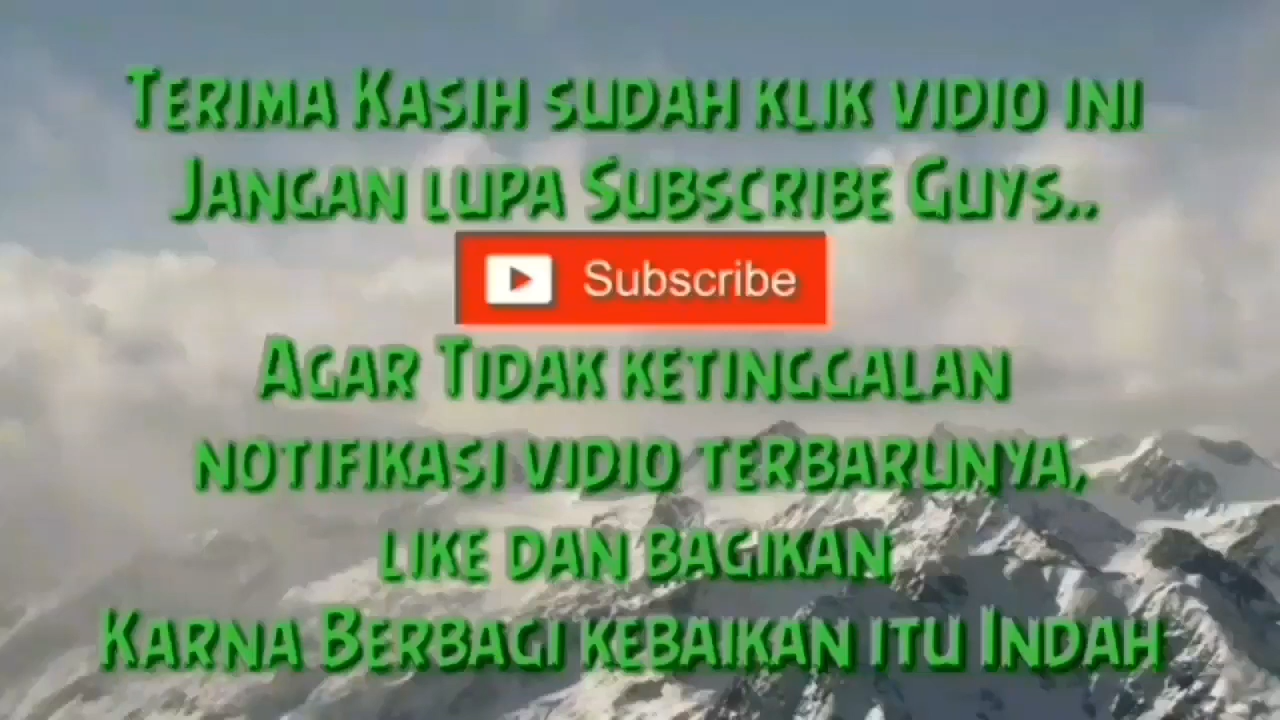 Terima Kasih sudah klik vidio ini
Jangan lupa Subscribe Guys..
Subscribe
Agar Tidak ketinggalan
notifikasi vidio terbarunya,
like dan bagikan
Karna Berbagi kebaikan itu Indah